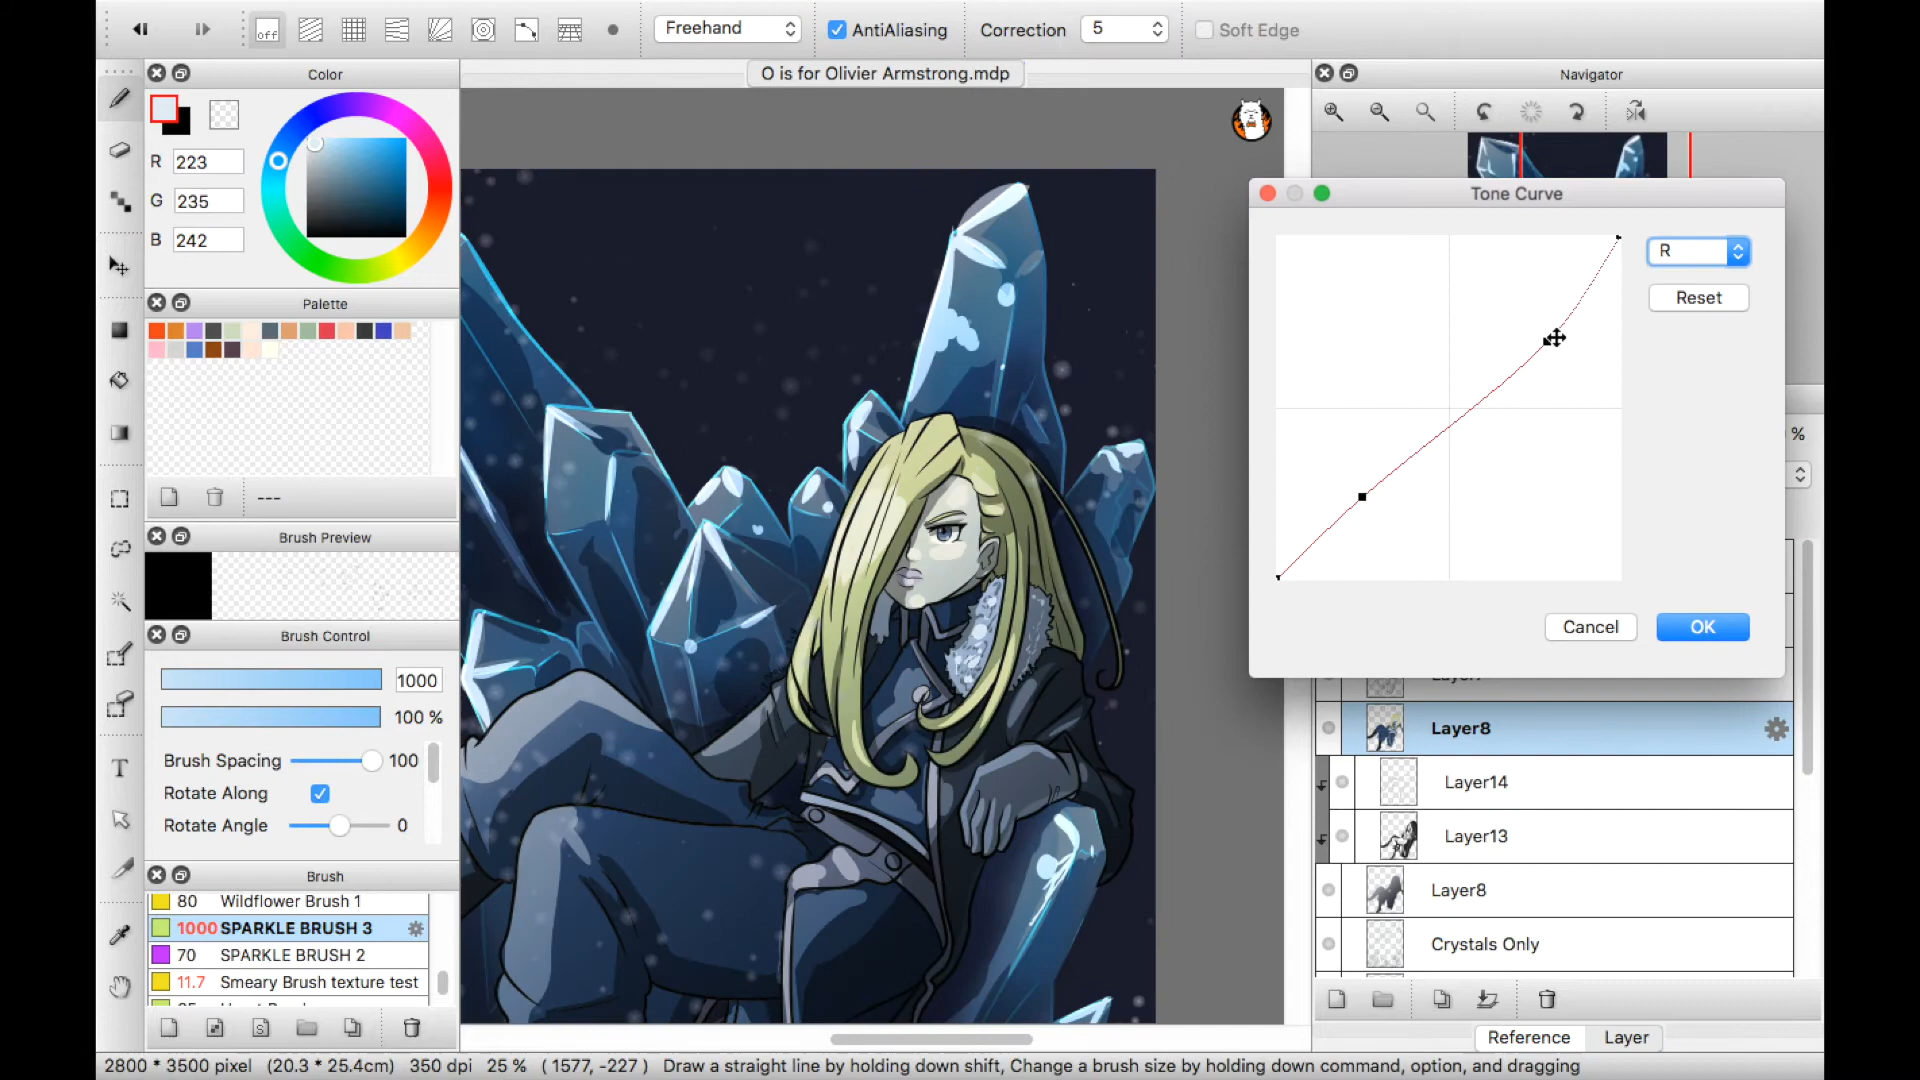 off
Freehand
AntiAliasing
Correction
5
Soft Edge
Color
O is for Olivier Armstrong.mdp
Navigator
R 223
G 235
B 242
Tone Curve
R
Reset
Cancel
OK
Palette
---
Brush Preview
Brush Control
1000
100 %
Brush Spacing 100
Rotate Along
Rotate Angle 0
Brush
80 Wildflower Brush 1
1000 SPARKLE BRUSH 3
70 SPARKLE BRUSH 2
11.7 Smeary Brush texture test
%
Layer8
Layer14
Layer13
Layer8
Crystals Only
Reference
Layer
T
S
2800 * 3500 pixel (20.3 * 25.4cm) 350 dpi 25 % ( 1577, -227 ) Draw a straight line by holding down shift, Change a brush size by holding down command, option, and dragging